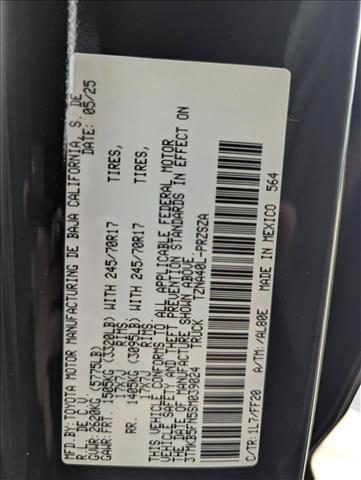 MFD BY:TOYOTA MOTOR MANUFACTURING DE BAJA CALIFORNIA S. DE
R.L. DE C.V. DATE: 05/25
GVWR: 2620KG (5775LB)
GAWR: FRT. 1505KG (3320LB) WITH 245/70R17 TIRES,
17X7J RIMS
RR. 1405KG (3095LB) WITH 245/70R17 TIRES,
17X7J RIMS
THIS VEHICLE CONFORMS TO ALL APPLICABLE FEDERAL MOTOR
VEHICLE SAFETY AND THEFT PREVENTION STANDARDS IN EFFECT ON
THE DATE OF MANUFACTURE SHOWN ABOVE.
3TMKB5FN5SM039024 TRUCK TZNA40L-PRZSZA
C/TR:1L7/FF20 A/TM:/AL80E MADE IN MEXICO 564